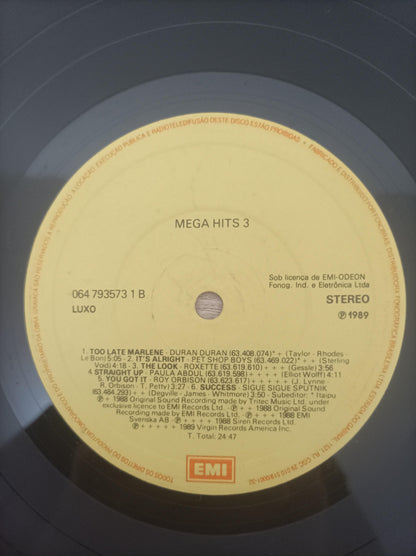 MEGA HITS 3
Sob licença de EMI-ODEON
Fonog. Ind. e Eletrônica Ltda
064 793573 1 B
LUXO
STEREO
Ⓟ 1989
1. TOO LATE MARLENE - DURAN DURAN (63.408.074)*+ (Taylor - Rhodes -
Le Bon) 5:05 - 2. IT'S ALRIGHT - PET SHOP BOYS (63.469.022)** (Sterling
Void) 4:18 - 3. THE LOOK - ROXETTE (63.619.610)+++ (Gessle) 3:56
4. STRAIGHT UP - PAULA ABDUL (63.619.598) +++ (Elliot Wolff) 4:11
5. YOU GOT IT - ROY ORBISON (63.623.617) ++++ (J. Lynne -
R. Orbison - T. Petty) 3:27 - 6. SUCCESS - SIGUE SIGUE SPUTNIK
(63.484.293) (Degville - James - Whitmore) 3:50 - Subeditor: * Itaipu
Ⓟ + 1988 Original Sound Recording made by Tritec Music Ltd. under
exclusive licence to EMI Records Ltd. - Ⓟ ++ 1988 Original Sound
Recording made by EMI Records Ltd. - Ⓟ +++ 1988 EMI
Svenska AB - Ⓟ ++++ 1988 Siren Records Ltd.
Ⓟ +++++ 1989 Virgin Records America Inc.
T. Total: 24:47
EMI